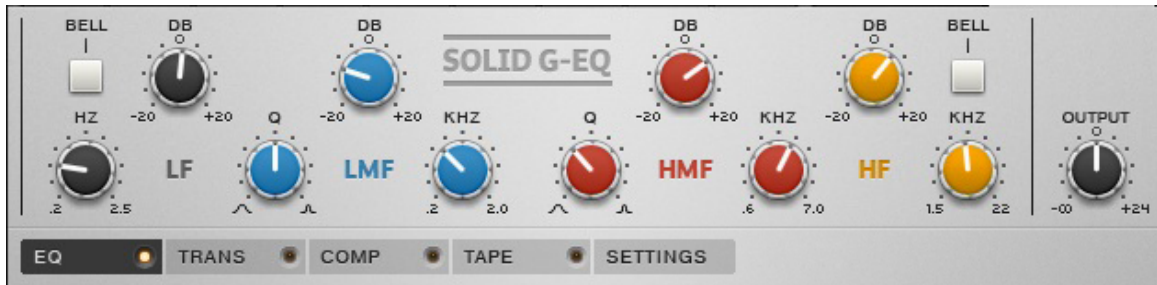 BELL DB DB DB DB BELL
SOLID G-EQ
-20 +20 -20 +20 -20 +20 -20 +20
HZ Q KHZ Q KHZ KHZ OUTPUT
LF LMF HMF HF
.2 2.5 .2 2.0 .6 7.0 1.5 22 -∞ +24
EQ TRANS COMP TAPE SETTINGS